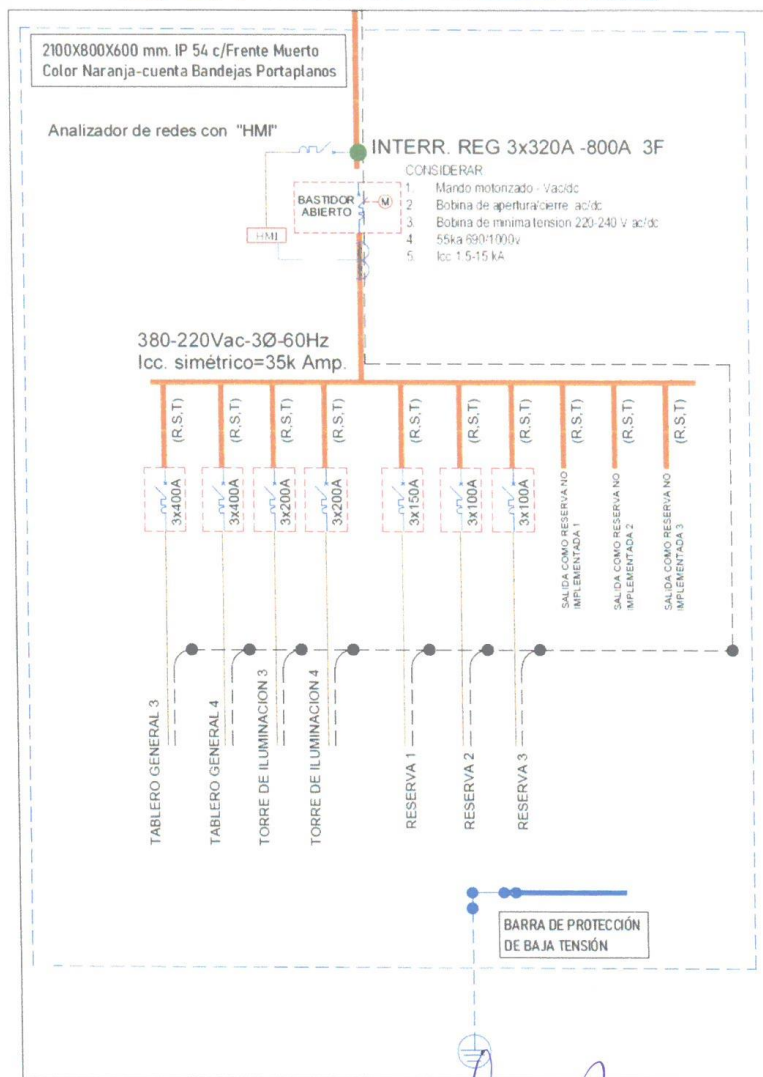 2100X800X600 mm. IP 54 c/Frente Muerto
Color Naranja-cuenta Bandejas Portaplanos
Analizador de redes con "HMI"
INTERR. REG 3x320A -800A 3F
CONSIDERAR
1. Mando motorizado - Vac/dc
2. Bobina de apertura/cierre ac/dc
3. Bobina de minima tension 220-240 V ac/dc
4. 55ka 690/1000v
5. Icc 1.5-15 kA
BASTIDOR
ABIERTO
M
HMI
380-220Vac-3Ø-60Hz
Icc. simétrico=35k Amp.
(R,S,T)
(R,S,T)
(R,S,T)
(R,S,T)
(R,S,T)
(R,S,T)
(R,S,T)
(R,S,T)
(R,S,T)
(R,S,T)
3x400A
3x400A
3x200A
3x200A
3x150A
3x100A
3x100A
SALIDA COMO RESERVA NO
IMPLEMENTADA 1
SALIDA COMO RESERVA NO
IMPLEMENTADA 2
SALIDA COMO RESERVA NO
IMPLEMENTADA 3
TABLERO GENERAL 3
TABLERO GENERAL 4
TORRE DE ILUMINACION 3
TORRE DE ILUMINACION 4
RESERVA 1
RESERVA 2
RESERVA 3
BARRA DE PROTECCIÓN
DE BAJA TENSIÓN